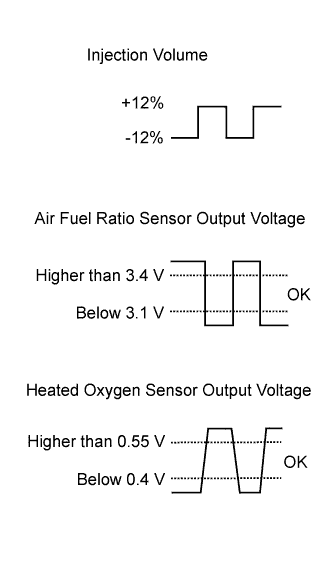 Injection Volume
+12%
-12%
Air Fuel Ratio Sensor Output Voltage
Higher than 3.4 V
OK
Below 3.1 V
Heated Oxygen Sensor Output Voltage
Higher than 0.55 V
OK
Below 0.4 V